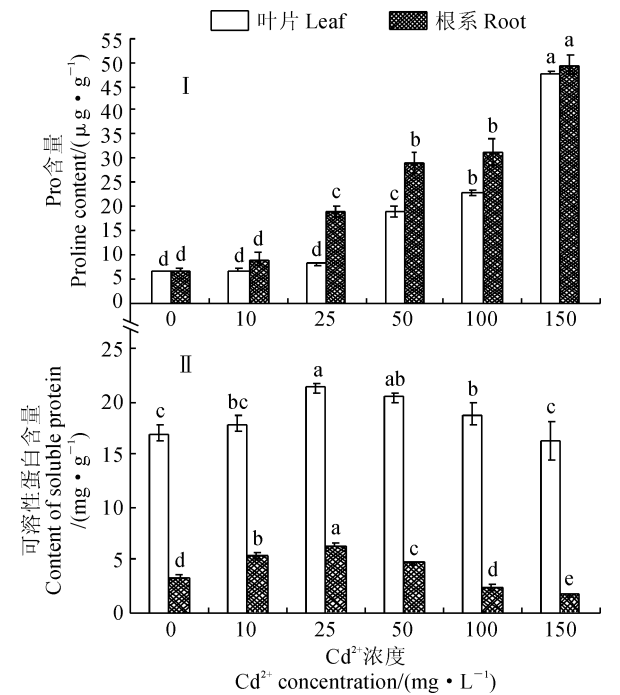 叶片 Leaf 根系 Root
Ⅰ
Pro含量
Proline content/(μg·g⁻¹)
55
50
45
40
35
30
25
20
15
10
5
0
d d d d d c c b b b a a
0 10 25 50 100 150
Ⅱ
可溶性蛋白含量
Content of soluble protein
/(mg·g⁻¹)
25
20
15
10
5
0
c bc a ab b c
d b a c d e
0 10 25 50 100 150
Cd²⁺浓度
Cd²⁺ concentration/(mg·L⁻¹)